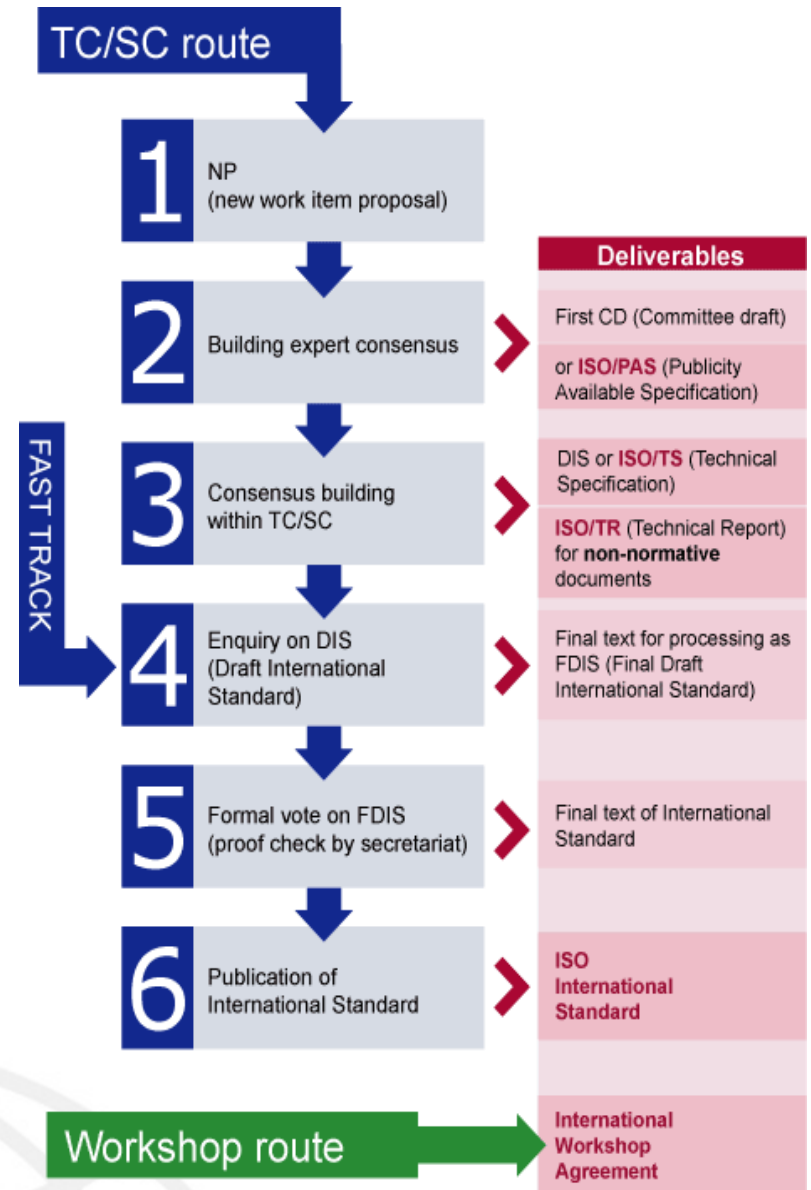 TC/SC route
1
NP
(new work item proposal)
Deliverables
2
Building expert consensus
First CD (Committee draft)
or ISO/PAS (Publicity
Available Specification)
FAST TRACK
3
Consensus building
within TC/SC
DIS or ISO/TS (Technical
Specification)
ISO/TR (Technical Report)
for non-normative
documents
4
Enquiry on DIS
(Draft International
Standard)
Final text for processing as
FDIS (Final Draft
International Standard)
5
Formal vote on FDIS
(proof check by secretariat)
Final text of International
Standard
6
Publication of
International Standard
ISO
International
Standard
Workshop route
International
Workshop
Agreement